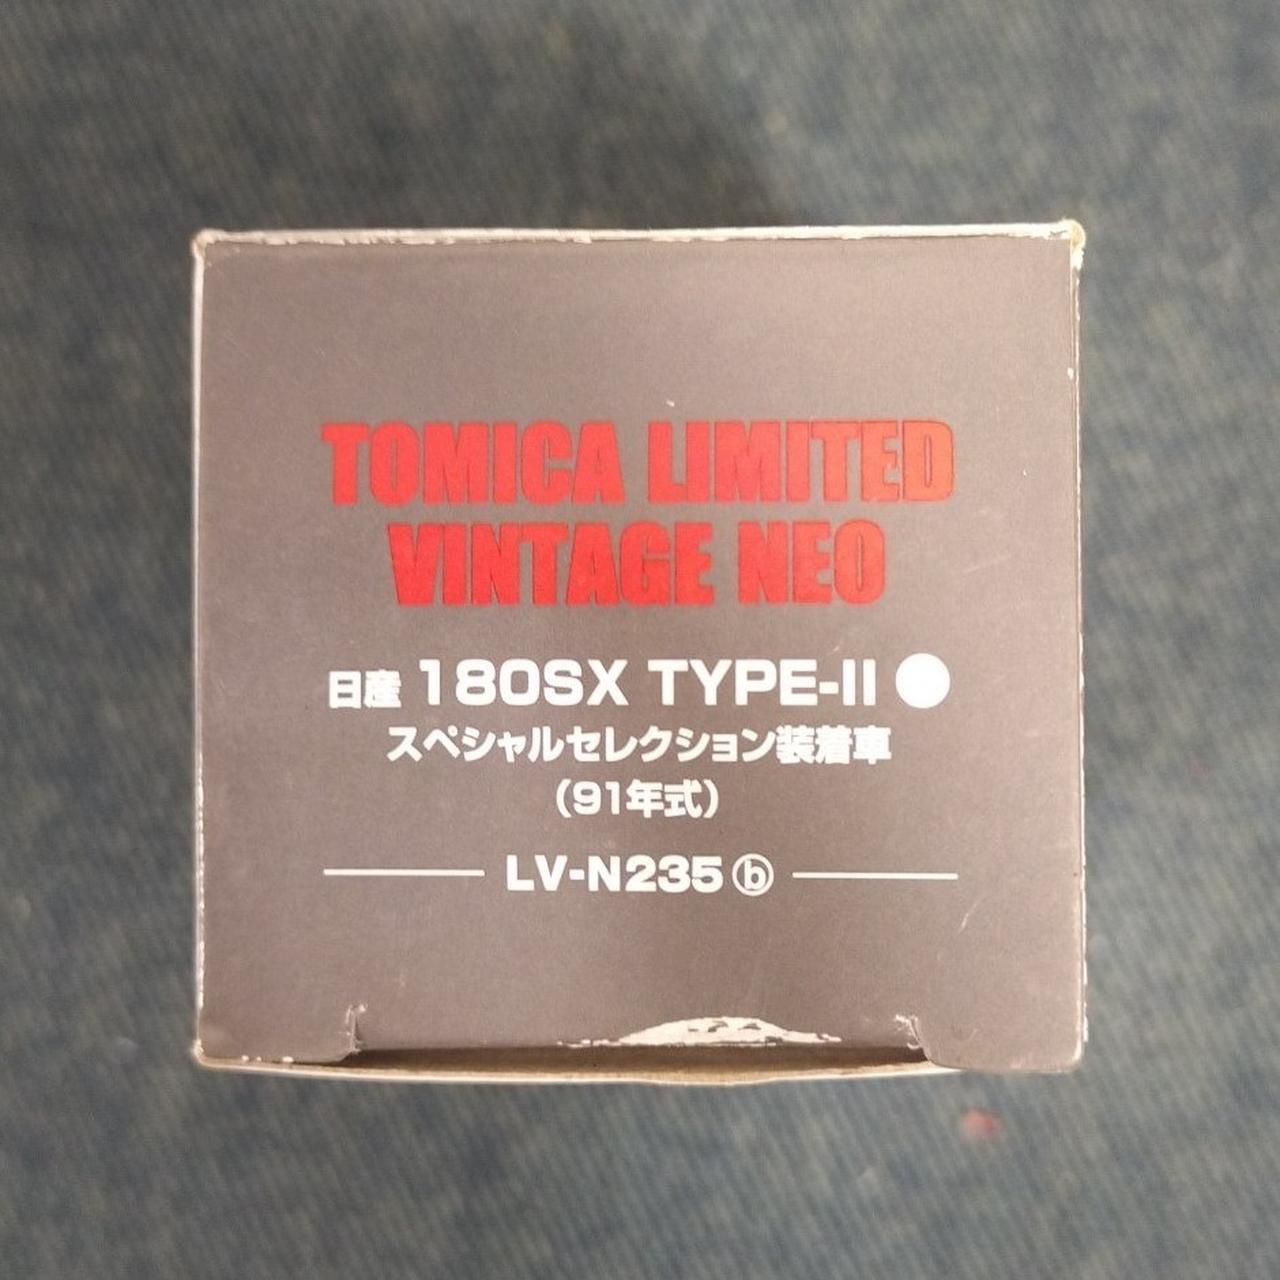 TOMICA LIMITED
VINTAGE NEO
日産 180SX TYPE-II
スペシャルセレクション装着車
(91年式)
LV-N235 ⓑ